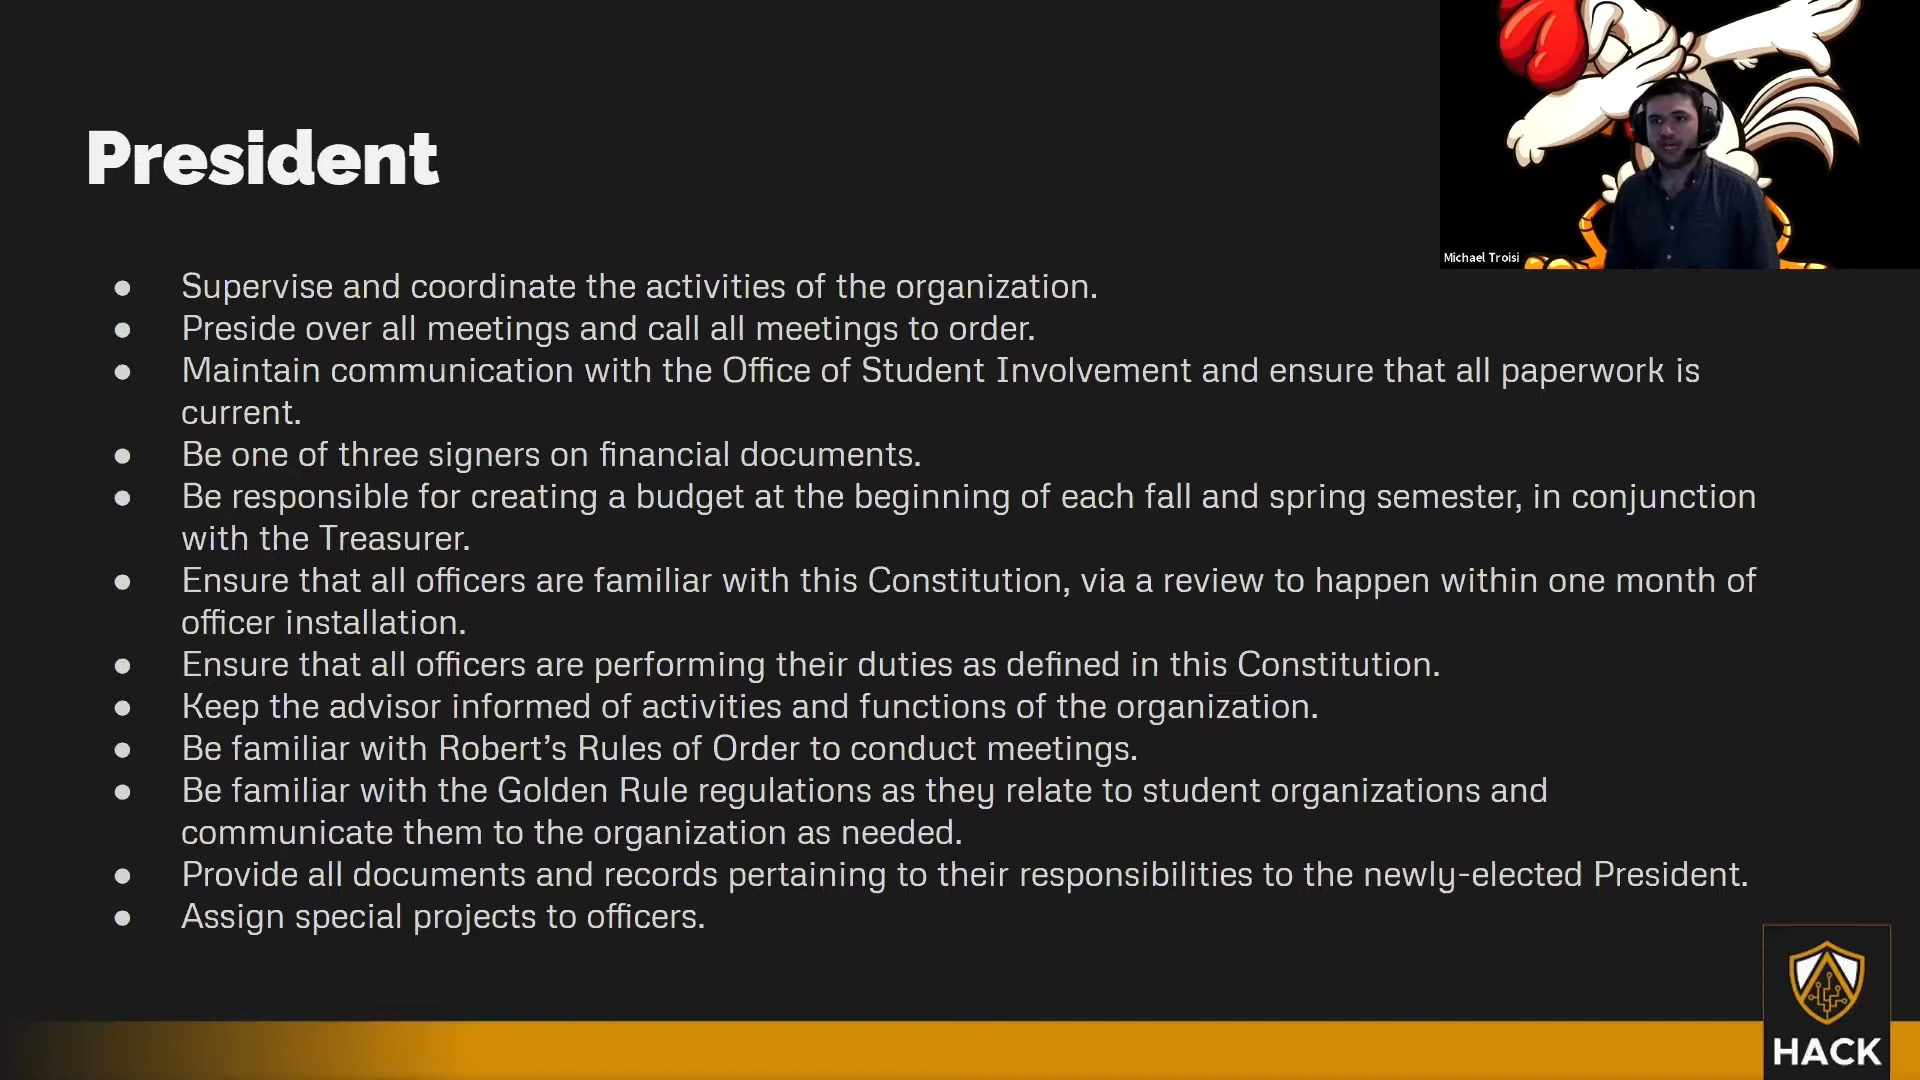 President
Michael Troisi
● Supervise and coordinate the activities of the organization.
● Preside over all meetings and call all meetings to order.
● Maintain communication with the Office of Student Involvement and ensure that all paperwork is
current.
● Be one of three signers on financial documents.
● Be responsible for creating a budget at the beginning of each fall and spring semester, in conjunction
with the Treasurer.
● Ensure that all officers are familiar with this Constitution, via a review to happen within one month of
officer installation.
● Ensure that all officers are performing their duties as defined in this Constitution.
● Keep the advisor informed of activities and functions of the organization.
● Be familiar with Robert’s Rules of Order to conduct meetings.
● Be familiar with the Golden Rule regulations as they relate to student organizations and
communicate them to the organization as needed.
● Provide all documents and records pertaining to their responsibilities to the newly-elected President.
● Assign special projects to officers.
HACK